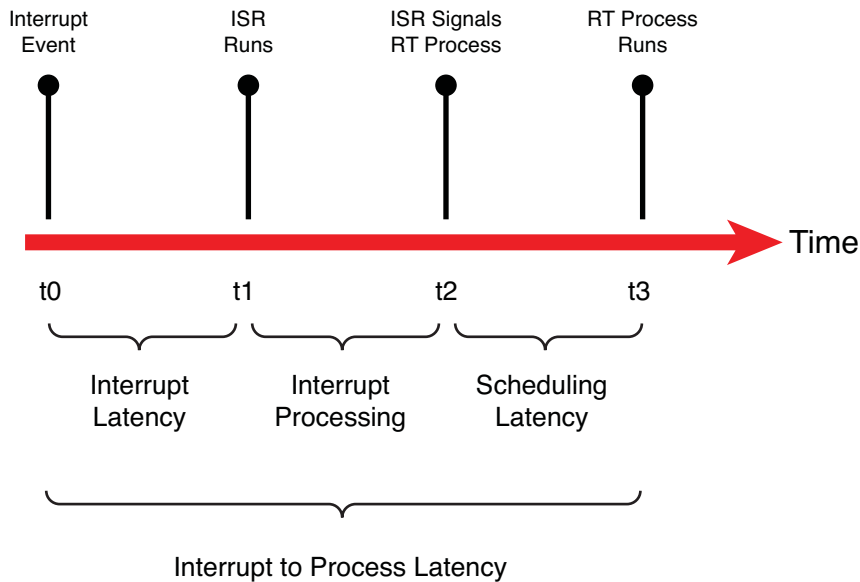 Interrupt
Event
ISR
Runs
ISR Signals
RT Process
RT Process
Runs
Time
t0
t1
t2
t3
Interrupt
Latency
Interrupt
Processing
Scheduling
Latency
Interrupt to Process Latency